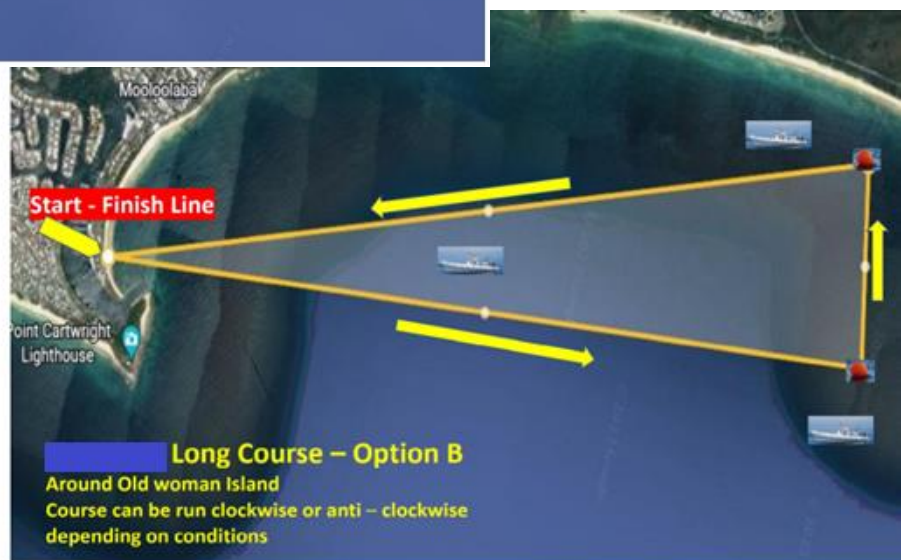 Mooloolaba
Start - Finish Line
Point Cartwright
Lighthouse
Long Course – Option B
Around Old woman Island
Course can be run clockwise or anti – clockwise
depending on conditions